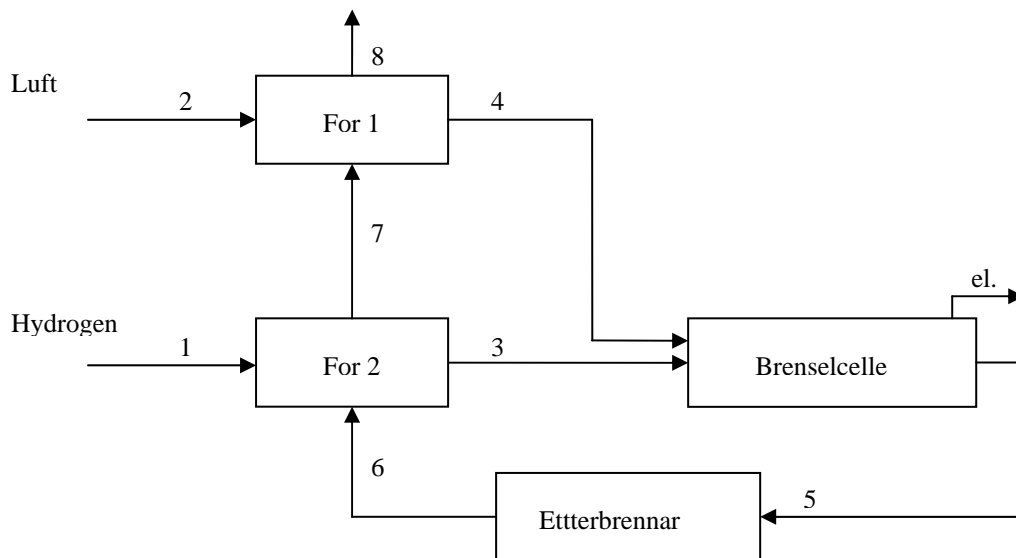 8
Luft
2
For 1
4
7
el.
Hydrogen
1
For 2
3
Brenselcelle
6
Ettterbrennar
5